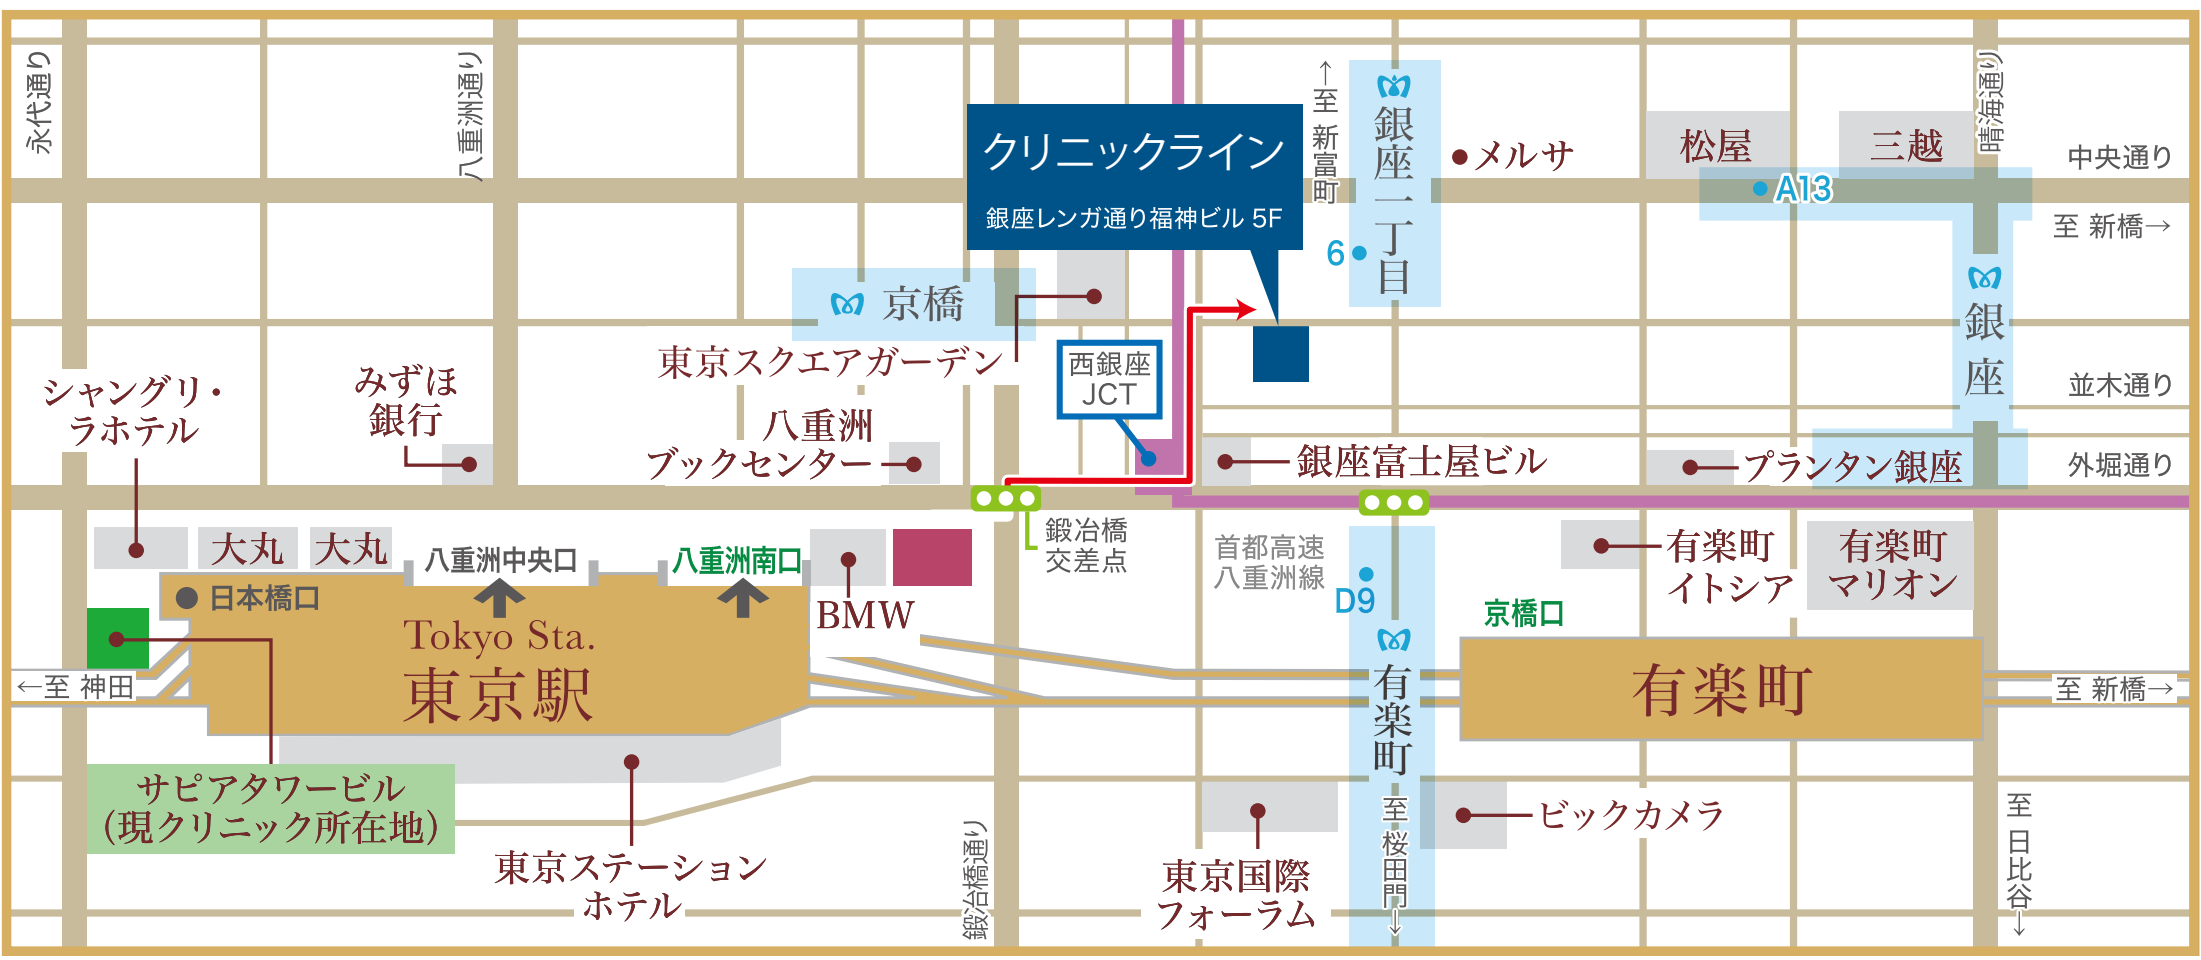 永代通り
八重洲通り
クリニックライン
銀座レンガ通り福神ビル 5F
←至 新富町
銀座一丁目
メルサ
松屋
三越
晴海通り
中央通り
A13
至 新橋→
6
京橋
東京スクエアガーデン
西銀座
JCT
銀座
並木通り
シャングリ・
ラホテル
みずほ
銀行
八重洲
ブックセンター
銀座富士屋ビル
プランタン銀座
外堀通り
大丸
大丸
八重洲中央口
八重洲南口
鍛冶橋
交差点
首都高速
八重洲線
有楽町
イトシア
有楽町
マリオン
日本橋口
BMW
D9
京橋口
Tokyo Sta.
東京駅
有楽町
有楽町
←至 神田
至 新橋→
サピアタワービル
(現クリニック所在地)
東京ステーション
ホテル
鍛冶橋通り
東京国際
フォーラム
至 桜田門→
ビックカメラ
至 日比谷→